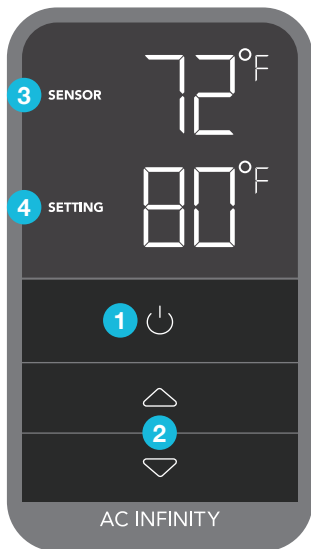 72°F
3 SENSOR
80°F
4 SETTING
1
2
AC INFINITY